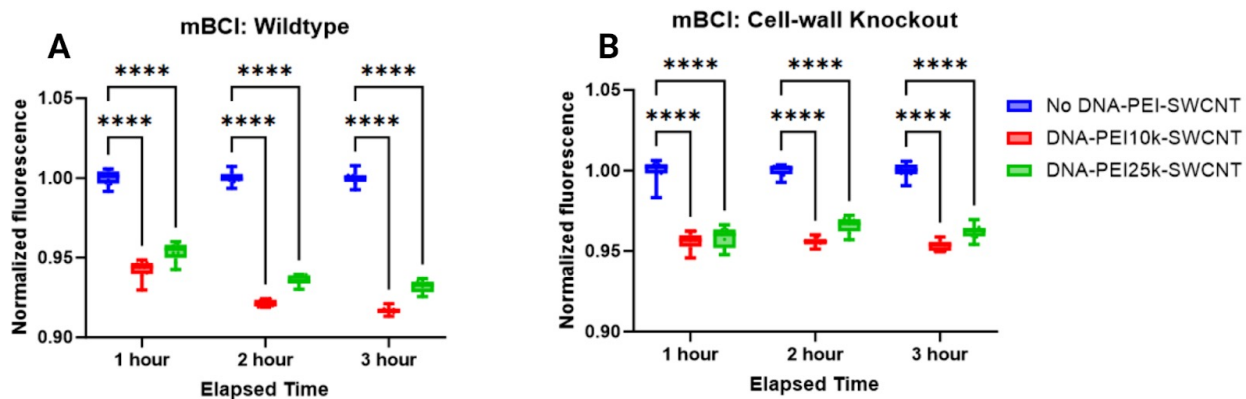 A
mBCI: Wildtype
Normalized fluorescence
1.05
1.00
0.95
0.90
**** **** ****
**** **** ****
1 hour 2 hour 3 hour
Elapsed Time
B
mBCI: Cell-wall Knockout
Normalized fluorescence
1.05
1.00
0.95
0.90
**** **** ****
**** **** ****
1 hour 2 hour 3 hour
Elapsed Time
No DNA-PEI-SWCNT
DNA-PEI10k-SWCNT
DNA-PEI25k-SWCNT